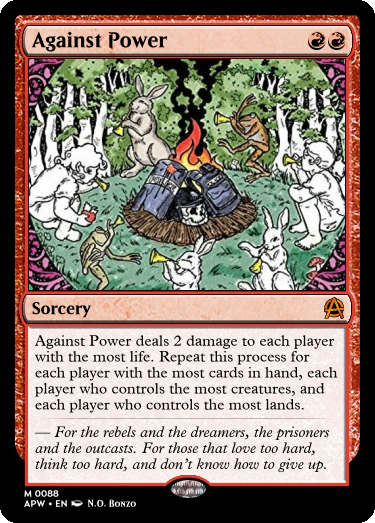 Against Power
Sorcery
Against Power deals 2 damage to each player
with the most life. Repeat this process for
each player with the most cards in hand, each
player who controls the most creatures, and
each player who controls the most lands.
— For the rebels and the dreamers, the prisoners
and the outcasts. For those that love too hard,
think too hard, and don't know how to give up.
M 0088
APW • EN N.O. Bonzo